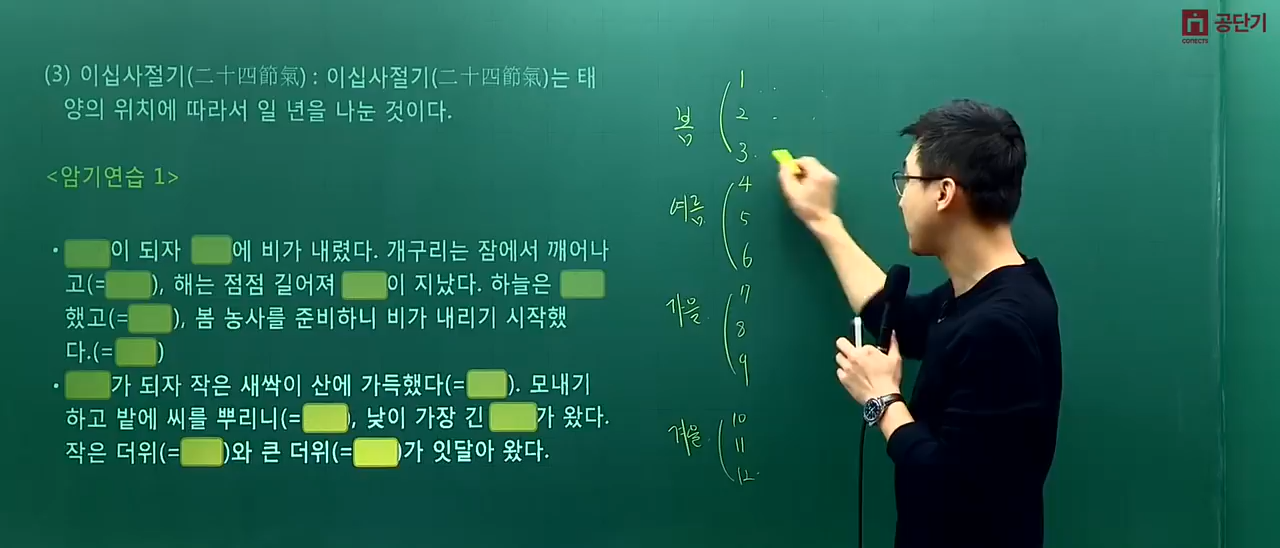 공단기
CONECTS
(3) 이십사절기(二十四節氣) : 이십사절기(二十四節氣)는 태
양의 위치에 따라서 일 년을 나눈 것이다.
<암기연습 1>
• 이 되자 에 비가 내렸다. 개구리는 잠에서 깨어나
고(= ), 해는 점점 길어져 이 지났다. 하늘은
했고(= ), 봄 농사를 준비하니 비가 내리기 시작했
다.(= )
• 가 되자 작은 새싹이 산에 가득했다(= ). 모내기
하고 밭에 씨를 뿌리니(= ), 낮이 가장 긴 가 왔다.
작은 더위(= )와 큰 더위(= )가 잇달아 왔다.
봄
1
2
3
여름
4
5
6
가을
7
8
9
겨울
10
11
12